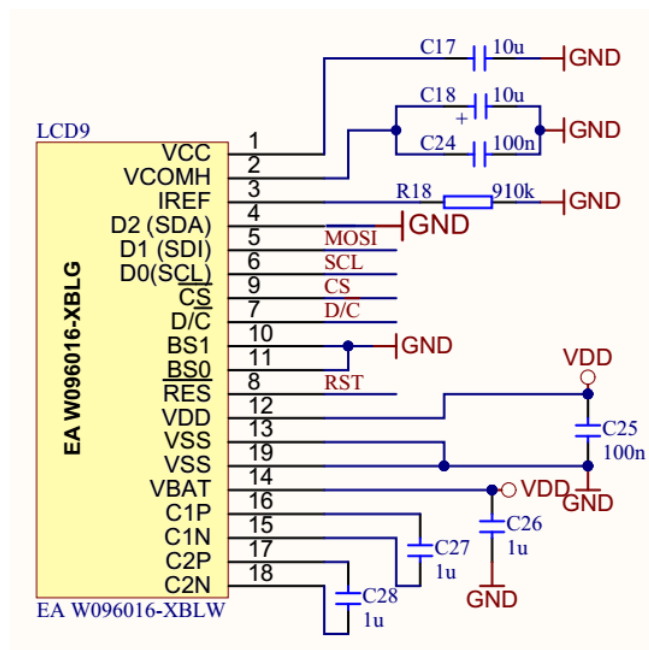 C17 10u GND
C18 10u
+
GND
C24 100n
LCD9
EA W096016-XBLG
VCC 1
VCOMH 2
IREF 3 R18 910k GND
D2 (SDA) 4 GND
D1 (SDI) 5 MOSI
D0(SCL) 6 SCL
CS 9 CS
D/C 7 D/C
BS1 10 GND
BS0 11
RES 8 RST
VDD 12 VDD
VSS 13 C25
100n
VSS 19 GND
VBAT 14 VDD
C1P 16 C26
1u
C1N 15 C27
1u
GND
C2P 17
C2N 18 C28
1u
EA W096016-XBLW